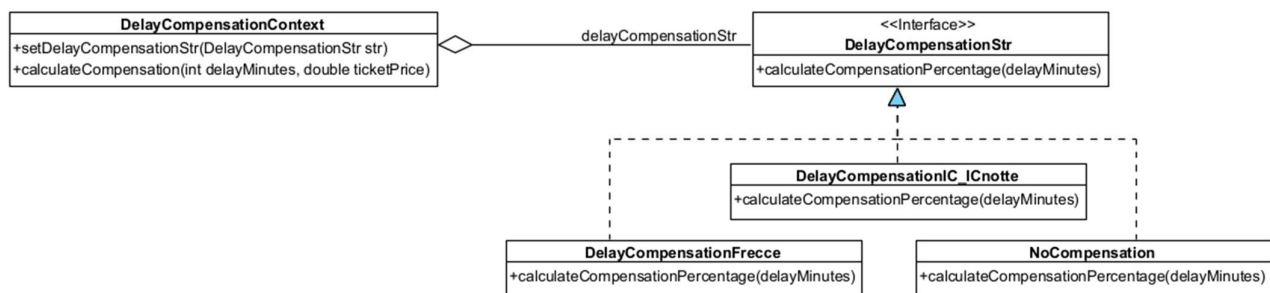 DelayCompensationContext
+setDelayCompensationStr(DelayCompensationStr str)
+calculateCompensation(int delayMinutes, double ticketPrice)
delayCompensationStr
<<Interface>>
DelayCompensationStr
+calculateCompensationPercentage(delayMinutes)
DelayCompensationIC_ICnotte
+calculateCompensationPercentage(delayMinutes)
DelayCompensationFrecce
+calculateCompensationPercentage(delayMinutes)
NoCompensation
+calculateCompensationPercentage(delayMinutes)